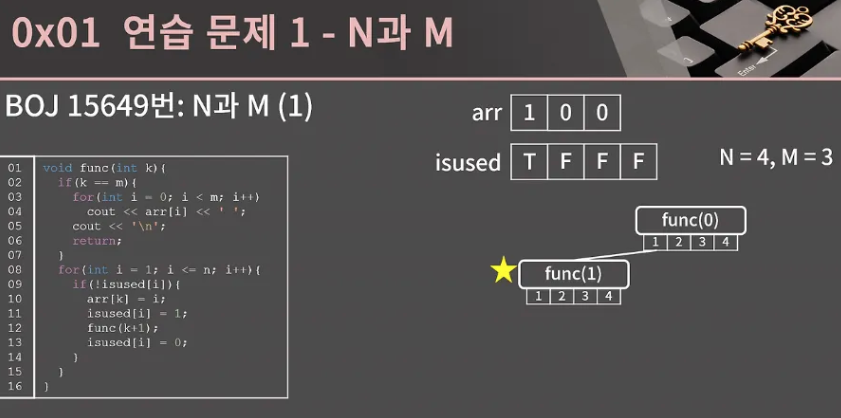 0x01 연습 문제 1 - N과 M
Enter
BOJ 15649번: N과 M (1)
arr 1 0 0
isused T F F F
N = 4, M = 3
01 void func(int k){
02 if(k == m){
03 for(int i = 0; i < m; i++)
04 cout << arr[i] << ' ';
05 cout << '\n';
06 return;
07 }
08 for(int i = 1; i <= n; i++){
09 if(!isused[i]){
10 arr[k] = i;
11 isused[i] = 1;
12 func(k+1);
13 isused[i] = 0;
14 }
15 }
16 }
func(0)
1 2 3 4
func(1)
1 2 3 4